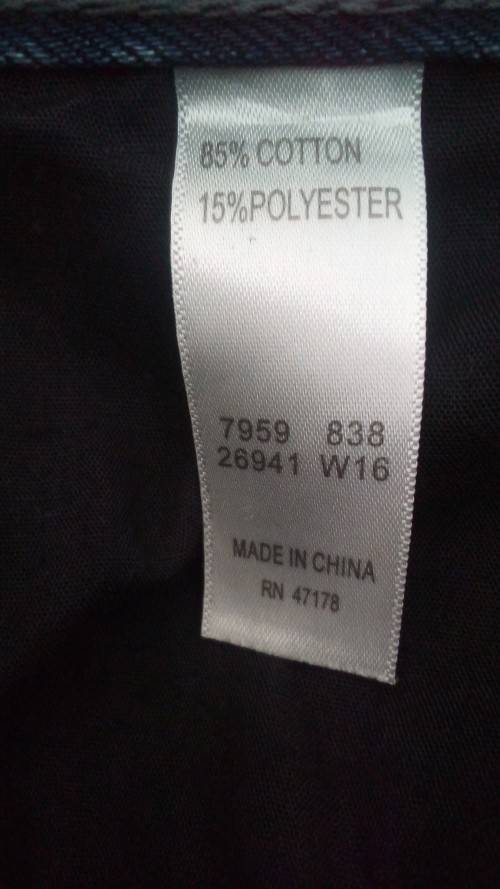 85% COTTON
15%POLYESTER
7959 838
26941 W16
MADE IN CHINA
RN 47178